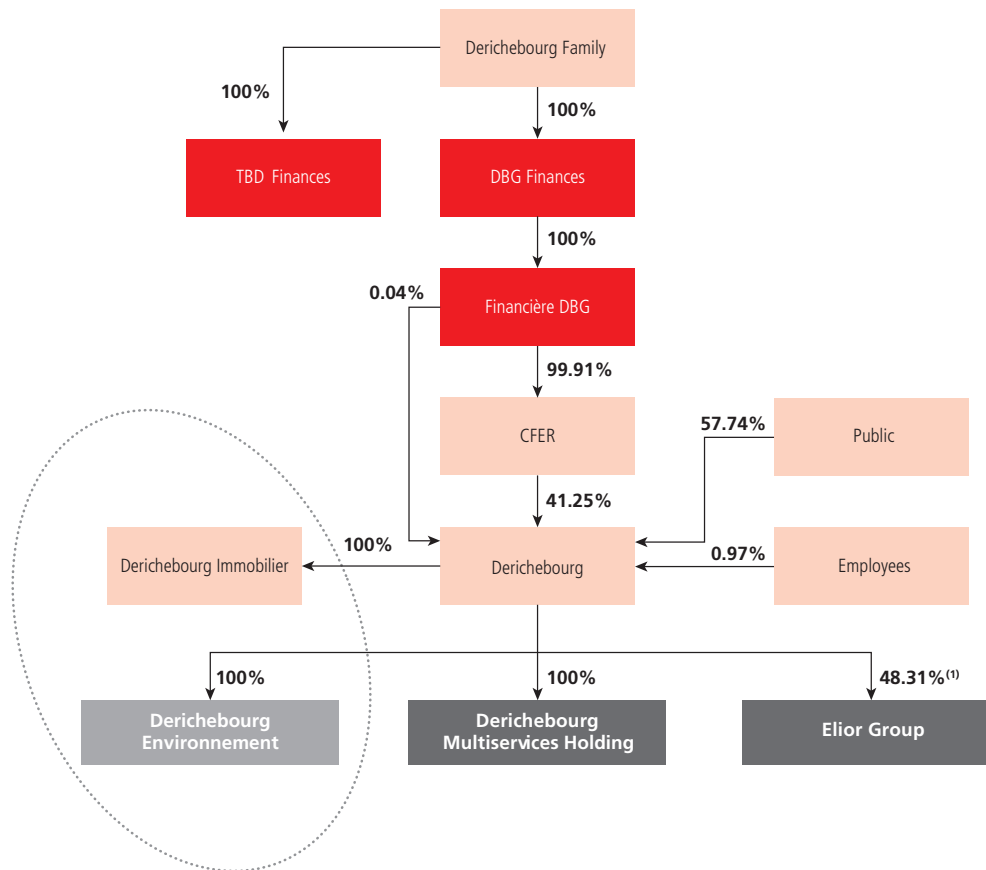 Derichebourg Family
100%
100%
TBD Finances
DBG Finances
100%
0.04%
Financière DBG
99.91%
57.74%
CFER
Public
41.25%
100%
0.97%
Derichebourg Immobilier
Derichebourg
Employees
100%
100%
48.31%(1)
Derichebourg
Environnement
Derichebourg
Multiservices Holding
Elior Group